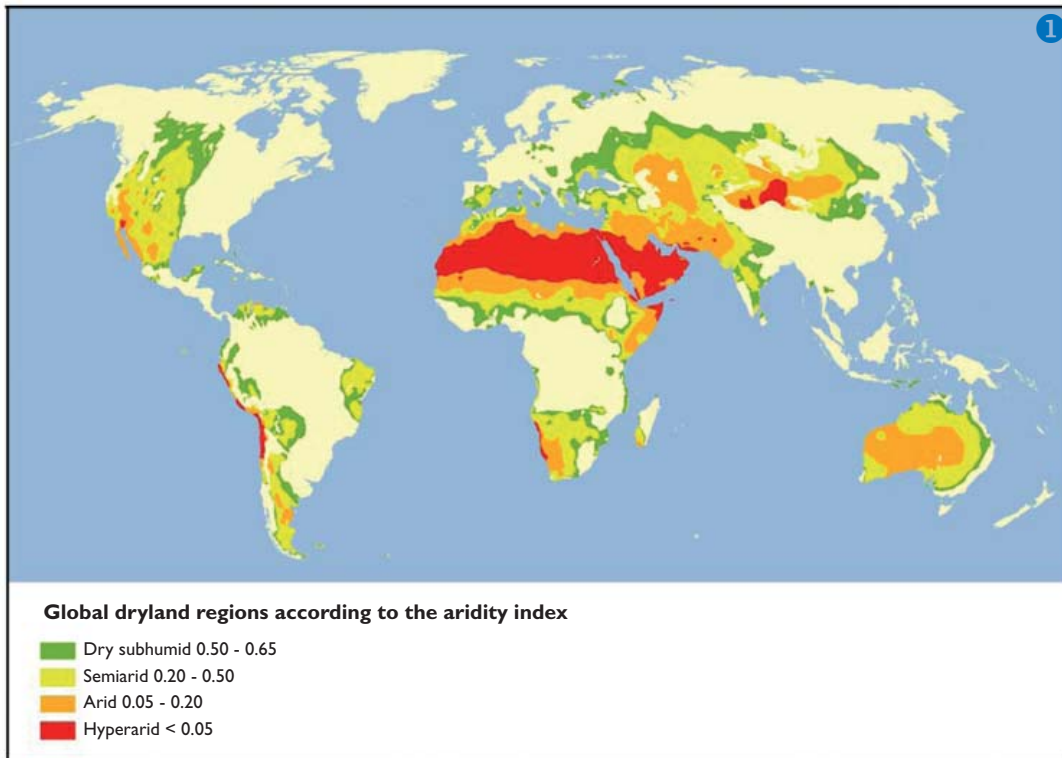 1
Global dryland regions according to the aridity index
Dry subhumid 0.50 - 0.65
Semiarid 0.20 - 0.50
Arid 0.05 - 0.20
Hyperarid < 0.05